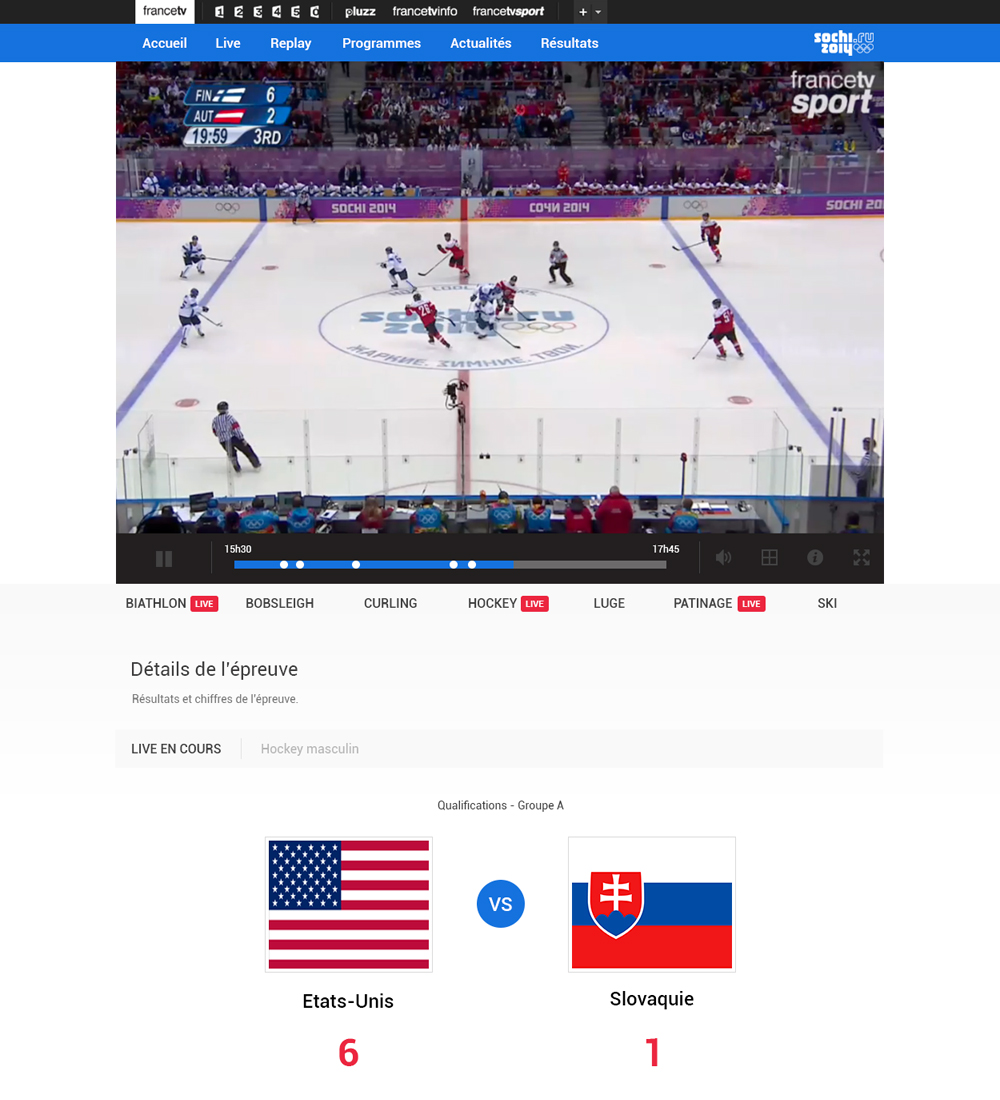 francetv 1 2 3 4 5 ô pluzz francetvinfo francetvsport +
Accueil Live Replay Programmes Actualités Résultats sochi.ru 2014
FIN 6
AUT 2
19:59 3RD
francetv
sport
SOCHI 2014 СОЧИ 2014 SOCHI 20
sochi.ru
2014
ЖАРКИЕ. ЗИМНИЕ. ТВОИ.
15h30 17h45
BIATHLON LIVE BOBSLEIGH CURLING HOCKEY LIVE LUGE PATINAGE LIVE SKI
Détails de l'épreuve
Résultats et chiffres de l'épreuve.
LIVE EN COURS Hockey masculin
Qualifications - Groupe A
VS
Etats-Unis Slovaquie
6 1